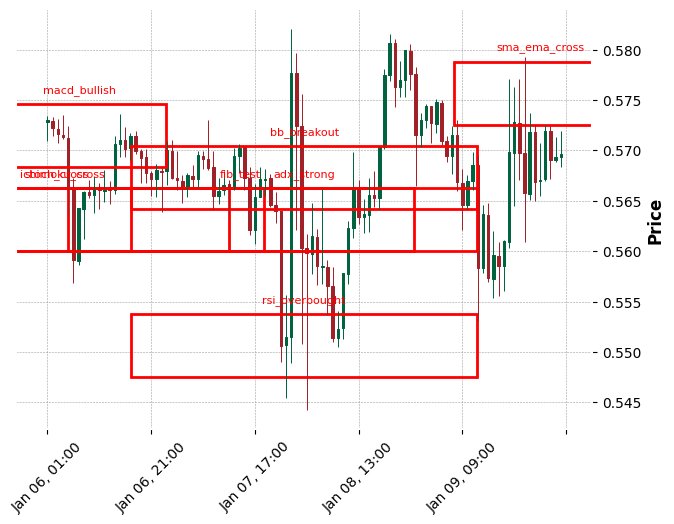 sma_ema_cross
macd_bullish
bb_breakout
fib_test
adx_strong
rsi_overbought
0.580
0.575
0.570
0.565
0.560
0.555
0.550
0.545
Price
Jan 06, 01:00
Jan 06, 21:00
Jan 07, 17:00
Jan 08, 13:00
Jan 09, 09:00